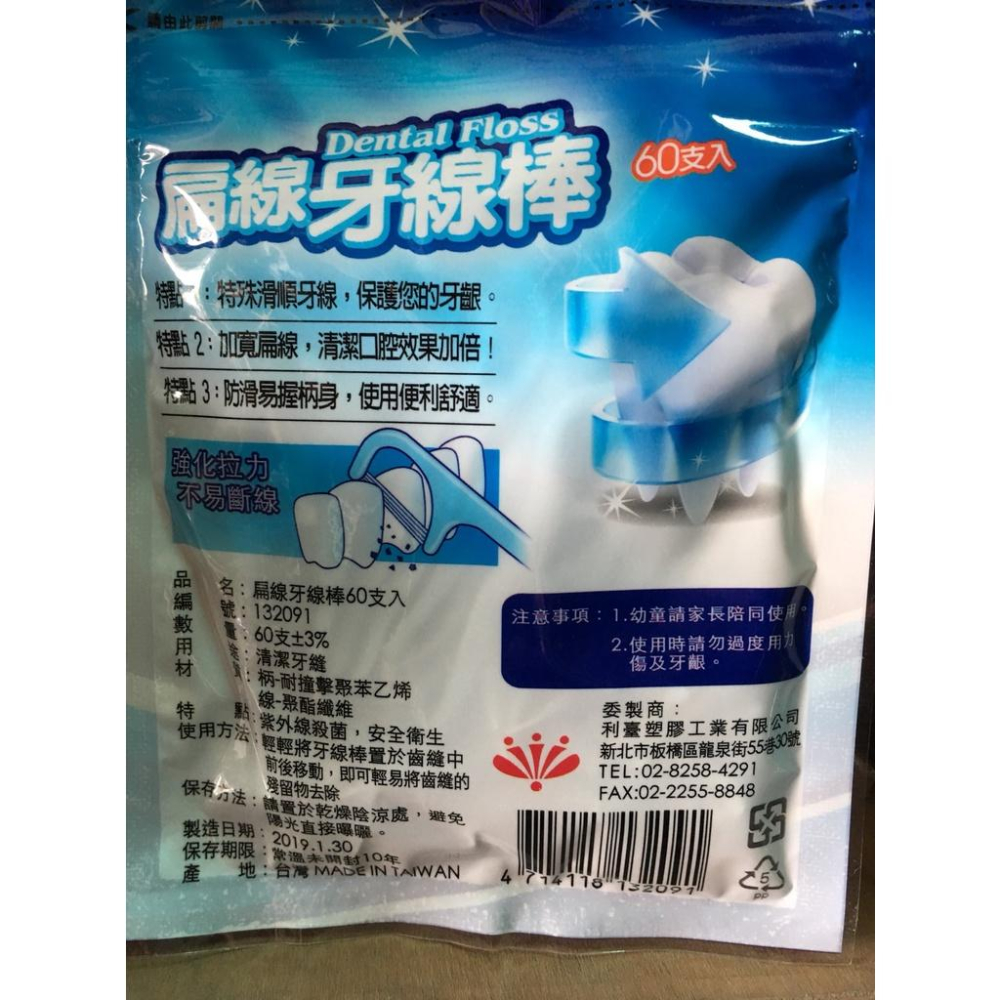 請由此撕開
Dental Floss
扁線牙線棒
60支入
特點1：特殊滑順牙線，保護您的牙齦。
特點2：加寬扁線，清潔口腔效果加倍！
特點3：防滑易握柄身，使用便利舒適。
強化拉力
不易斷線
品名：扁線牙線棒60支入
編號：132091
數量：60支±3%
用途：清潔牙縫
材質：柄-耐撞擊聚苯乙烯
線-聚酯纖維
特點：紫外線殺菌，安全衛生
使用方法：輕輕將牙線棒置於齒縫中
前後移動，即可輕易將齒縫的
殘留物去除
保存方法：請置於乾燥陰涼處，避免
陽光直接曝曬。
製造日期：2019.1.30
保存期限：常溫未開封10年
產地：台灣 MADE IN TAIWAN
注意事項：1.幼童請家長陪同使用。
2.使用時請勿過度用力
傷及牙齦。
委製商：
利臺塑膠工業有限公司
新北市板橋區龍泉街55巷30號
TEL:02-8258-4291
FAX:02-2255-8848
4 714118 132091
5
PP